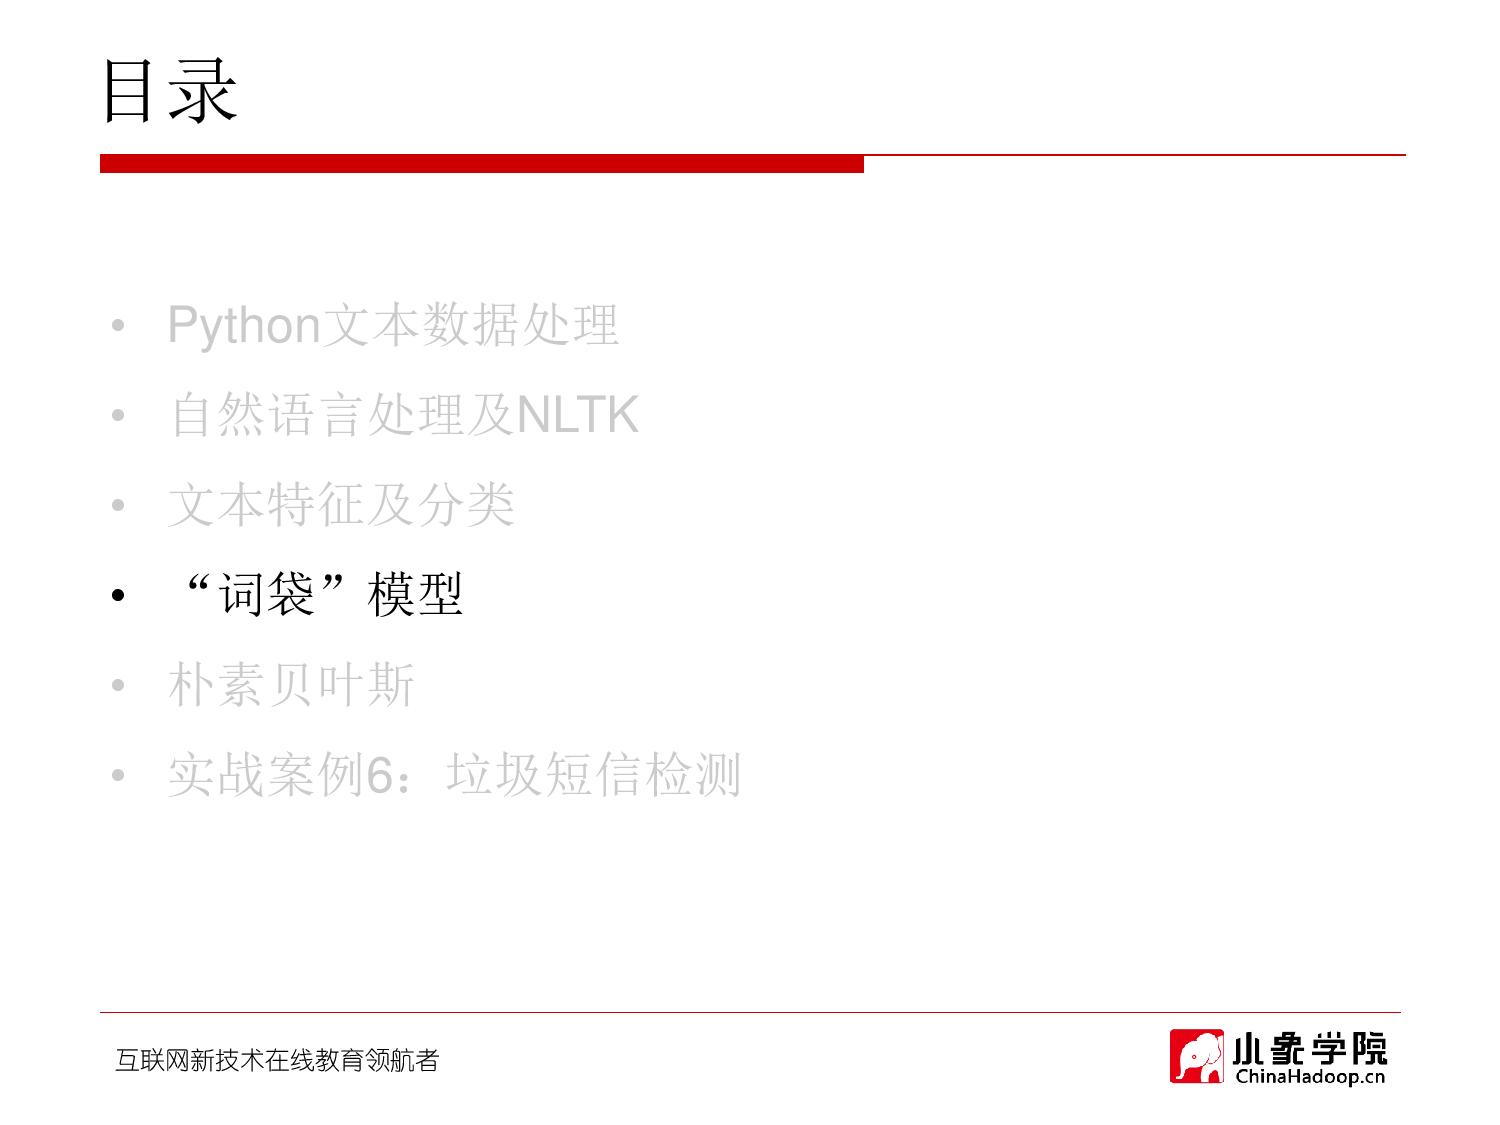 目录
• Python文本数据处理
• 自然语言处理及NLTK
• 文本特征及分类
• “词袋”模型
• 朴素贝叶斯
• 实战案例6：垃圾短信检测
互联网新技术在线教育领航者
小象学院
ChinaHadoop.cn